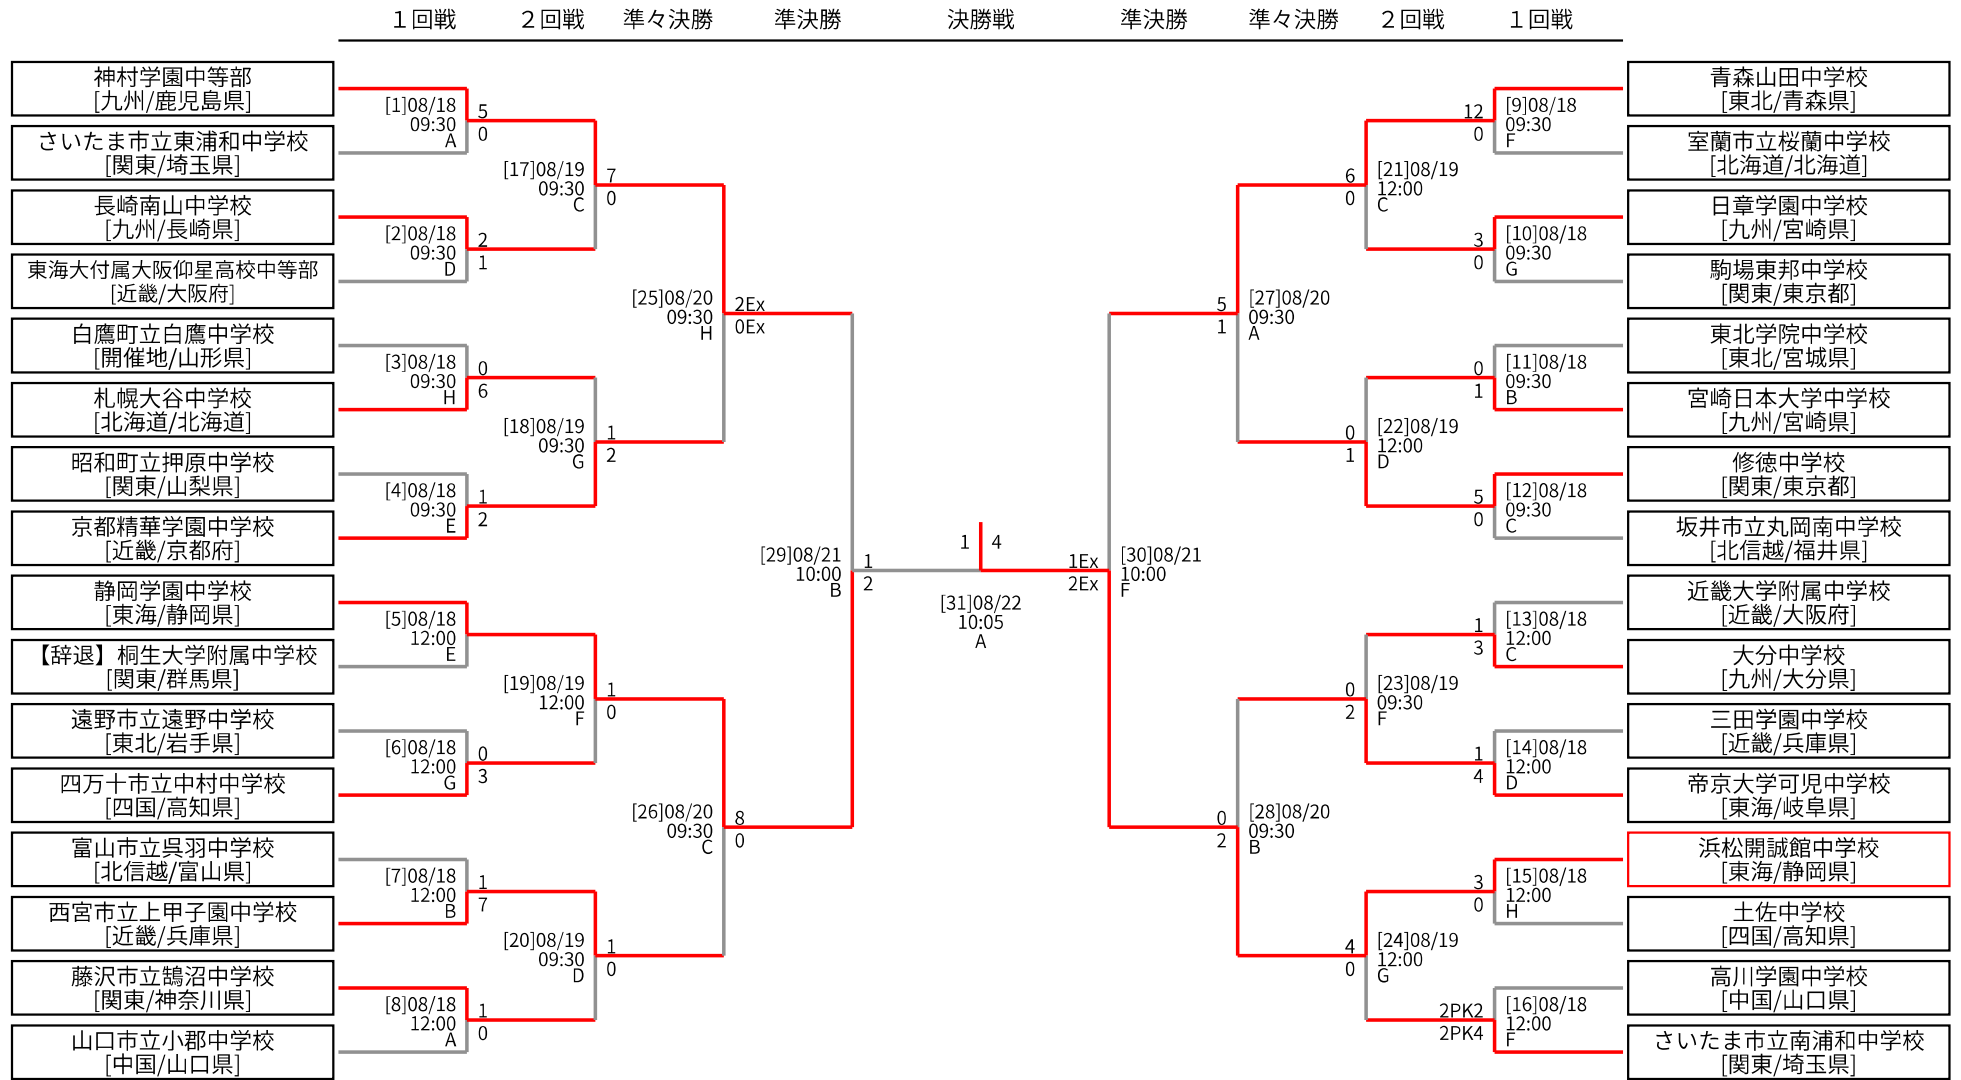 １回戦 ２回戦 準々決勝 準決勝 決勝戦 準決勝 準々決勝 ２回戦 １回戦
神村学園中等部
[九州/鹿児島県]
さいたま市立東浦和中学校
[関東/埼玉県]
長崎南山中学校
[九州/長崎県]
東海大付属大阪仰星高校中等部
[近畿/大阪府]
白鷹町立白鷹中学校
[開催地/山形県]
札幌大谷中学校
[北海道/北海道]
昭和町立押原中学校
[関東/山梨県]
京都精華学園中学校
[近畿/京都府]
静岡学園中学校
[東海/静岡県]
【辞退】桐生大学附属中学校
[関東/群馬県]
遠野市立遠野中学校
[東北/岩手県]
四万十市立中村中学校
[四国/高知県]
富山市立呉羽中学校
[北信越/富山県]
西宮市立上甲子園中学校
[近畿/兵庫県]
藤沢市立鵠沼中学校
[関東/神奈川県]
山口市立小郡中学校
[中国/山口県]
[1]08/18
09:30
A
5
0
[2]08/18
09:30
D
2
1
[3]08/18
09:30
H
0
6
[4]08/18
09:30
E
1
2
[5]08/18
12:00
E
[6]08/18
12:00
G
0
3
[7]08/18
12:00
B
1
7
[8]08/18
12:00
A
1
0
[17]08/19
09:30
C
7
0
[18]08/19
09:30
G
1
2
[19]08/19
12:00
F
1
0
[20]08/19
09:30
D
1
0
[25]08/20
09:30
H
2Ex
0Ex
[26]08/20
09:30
C
8
0
[29]08/21
10:00
B
1
2
1 4
[31]08/22
10:05
A
1Ex
2Ex
[30]08/21
10:00
F
5
1
[27]08/20
09:30
A
0
2
[28]08/20
09:30
B
6
0
[21]08/19
12:00
C
0
1
[22]08/19
12:00
D
0
2
[23]08/19
09:30
F
4
0
[24]08/19
12:00
G
12
0
[9]08/18
09:30
F
3
0
[10]08/18
09:30
G
0
1
[11]08/18
09:30
B
5
0
[12]08/18
09:30
C
1
3
[13]08/18
12:00
C
1
4
[14]08/18
12:00
D
3
0
[15]08/18
12:00
H
2PK2
2PK4
[16]08/18
12:00
F
青森山田中学校
[東北/青森県]
室蘭市立桜蘭中学校
[北海道/北海道]
日章学園中学校
[九州/宮崎県]
駒場東邦中学校
[関東/東京都]
東北学院中学校
[東北/宮城県]
宮崎日本大学中学校
[九州/宮崎県]
修徳中学校
[関東/東京都]
坂井市立丸岡南中学校
[北信越/福井県]
近畿大学附属中学校
[近畿/大阪府]
大分中学校
[九州/大分県]
三田学園中学校
[近畿/兵庫県]
帝京大学可児中学校
[東海/岐阜県]
浜松開誠館中学校
[東海/静岡県]
土佐中学校
[四国/高知県]
高川学園中学校
[中国/山口県]
さいたま市立南浦和中学校
[関東/埼玉県]